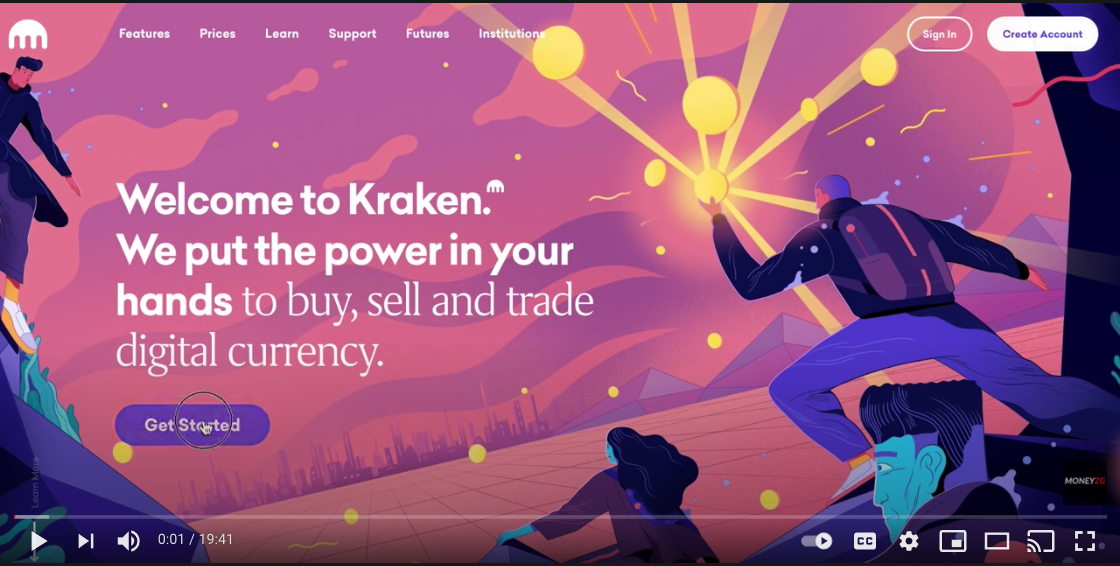 Features Prices Learn Support Futures Institutions Sign In Create Account
Welcome to Kraken.
We put the power in your
hands to buy, sell and trade
digital currency.
Get Started
Learn More
MONEYZG
0:01 / 19:41
CC